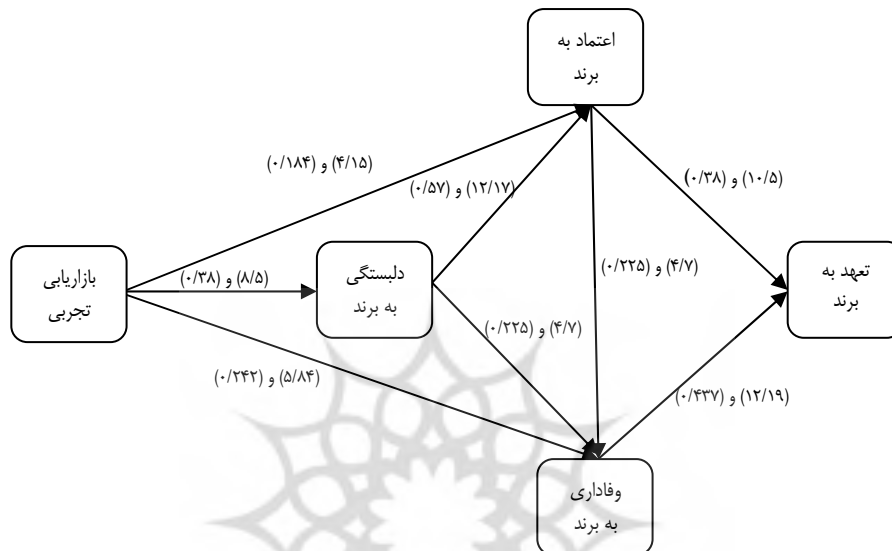 اعتماد به
برند
(۰/۱۸۴) و (۴/۱۵)
(۰/۵۷) و (۱۲/۱۷)
(۰/۳۸) و (۱۰/۵)
بازاریابی
تجربی
(۰/۳۸) و (۸/۵)
دلبستگی
به برند
(۰/۲۲۵) و (۴/۷)
تعهد به
برند
(۰/۲۲۵) و (۴/۷)
(۰/۲۴۲) و (۵/۸۴)
(۰/۴۳۷) و (۱۲/۱۹)
وفاداری
به برند